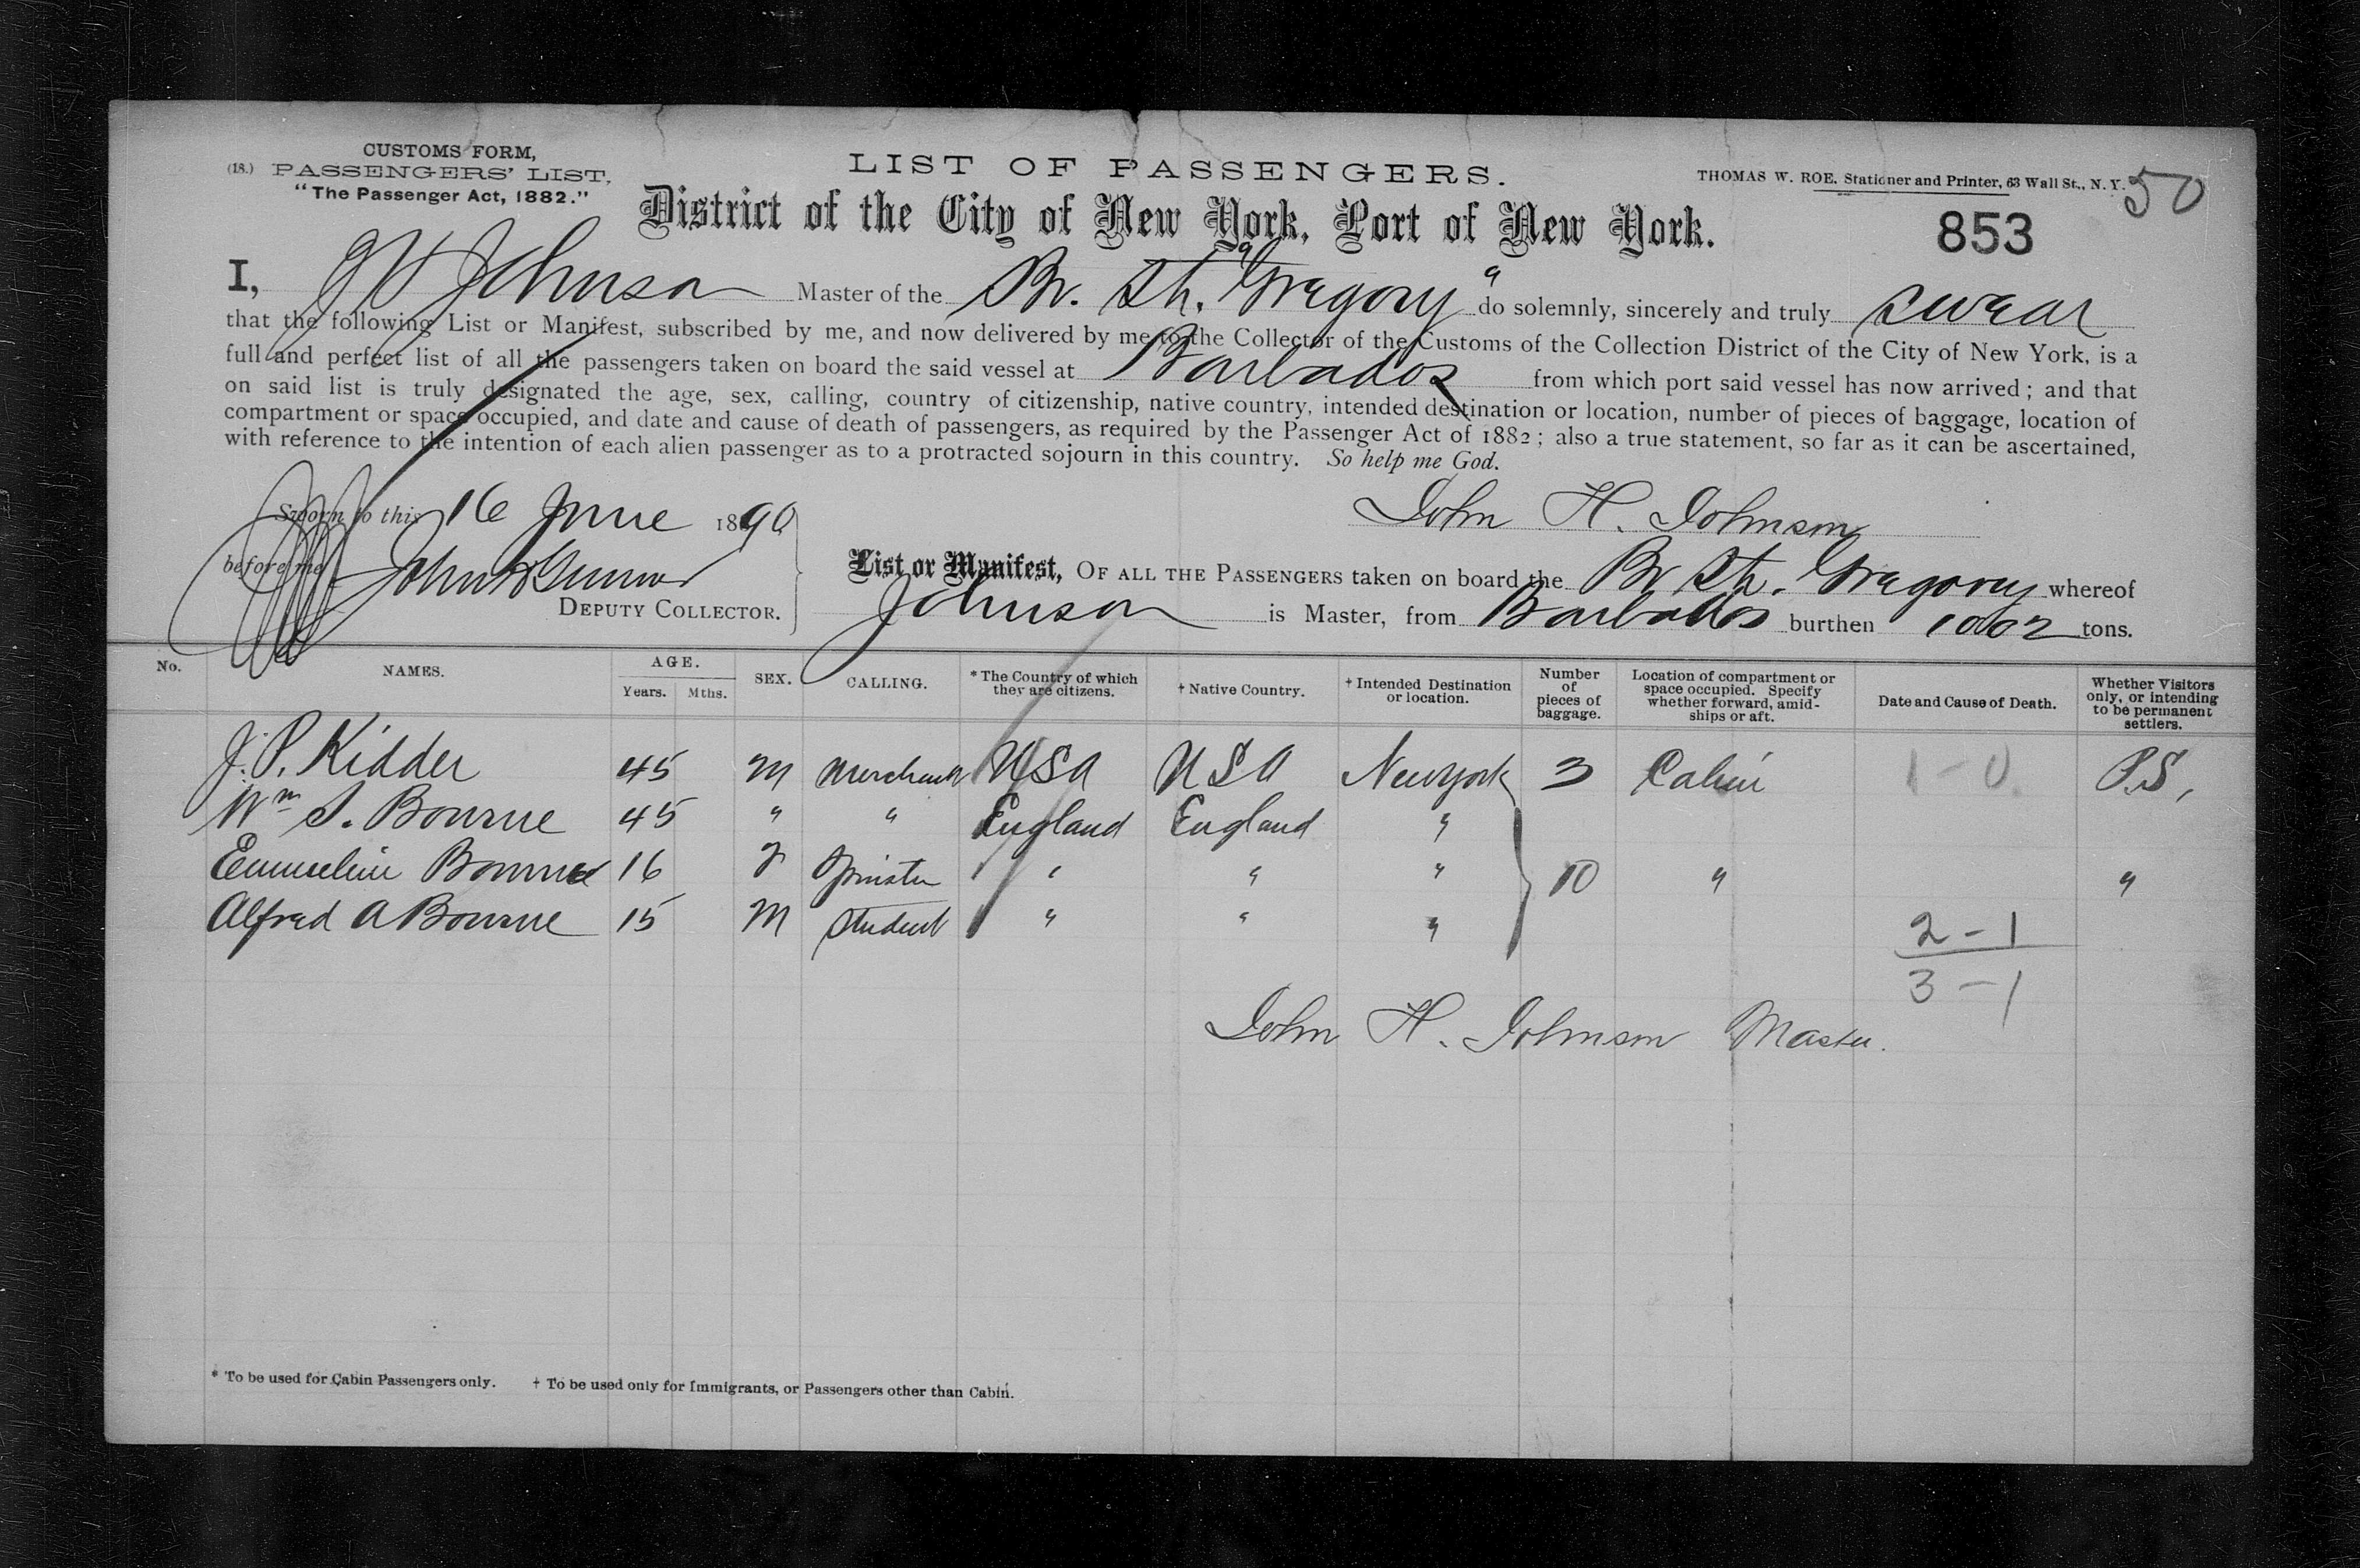 CUSTOMS FORM,
(18.) PASSENGERS' LIST,
"The Passenger Act, 1882."
LIST OF PASSENGERS.
THOMAS W. ROE, Stationer and Printer, 63 Wall St., N. Y.
50
District of the City of New York, Port of New York.
853
I, J H Johnson Master of the Br. St. "Gregory" do solemnly, sincerely and truly swear
that the following List or Manifest, subscribed by me, and now delivered by me to the Collector of the Customs of the Collection District of the City of New York, is a
full and perfect list of all the passengers taken on board the said vessel at Barbados from which port said vessel has now arrived; and that
on said list is truly designated the age, sex, calling, country of citizenship, native country, intended destination or location, number of pieces of baggage, location of
compartment or space occupied, and date and cause of death of passengers, as required by the Passenger Act of 1882; also a true statement, so far as it can be ascertained,
with reference to the intention of each alien passenger as to a protracted sojourn in this country. So help me God.
Sworn to this 16 June 1890
John H. Johnson
before me John
DEPUTY COLLECTOR.
List or Manifest, OF ALL THE PASSENGERS taken on board the Br St. Gregory whereof
Johnson is Master, from Barbados burthen 1002 tons.
No. NAMES. AGE. Years. Mths. SEX. CALLING. * The Country of which they are citizens. † Native Country. † Intended Destination or location. Number of pieces of baggage. Location of compartment or space occupied. Specify whether forward, amidships or aft. Date and Cause of Death. Whether Visitors only, or intending to be permanent settlers.
J. P. Kidder 45 M Merchant USA USA New York 3 Cabin 1 - 0 P.S,
Wm S. Bourne 45 " " England England "
Emmeline Bourne 16 F Spinster " " " 10 " "
Alfred A Bourne 15 M Student " " "
2 - 1
3 - 1
John H. Johnson Master.
* To be used for Cabin Passengers only. † To be used only for Immigrants, or Passengers other than Cabin.